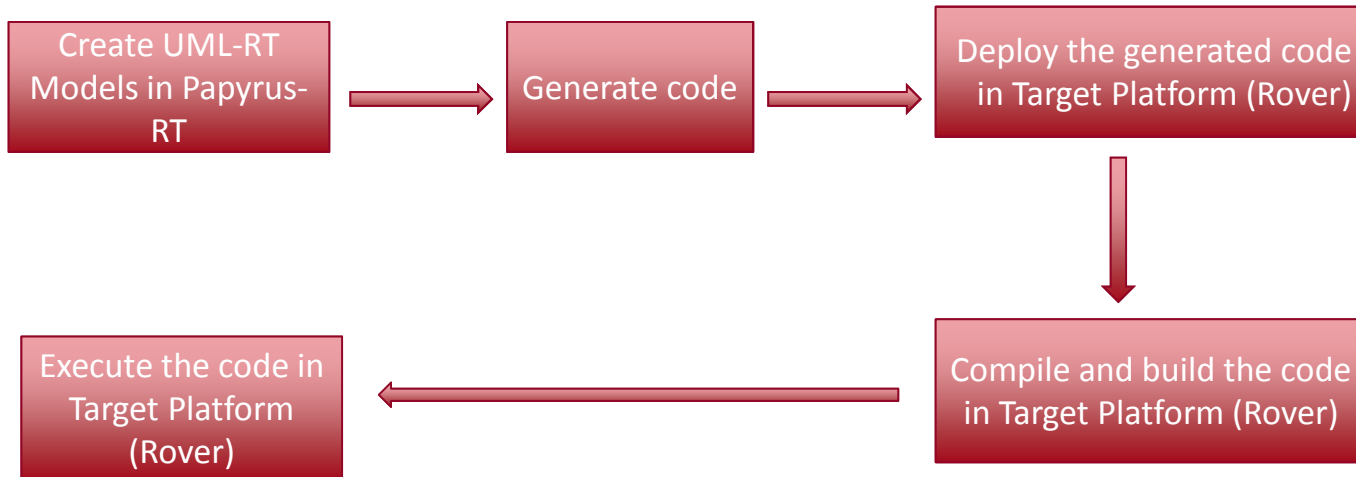 Create UML-RT
Models in Papyrus-
RT
Generate code
Deploy the generated code
in Target Platform (Rover)
Compile and build the code
in Target Platform (Rover)
Execute the code in
Target Platform
(Rover)